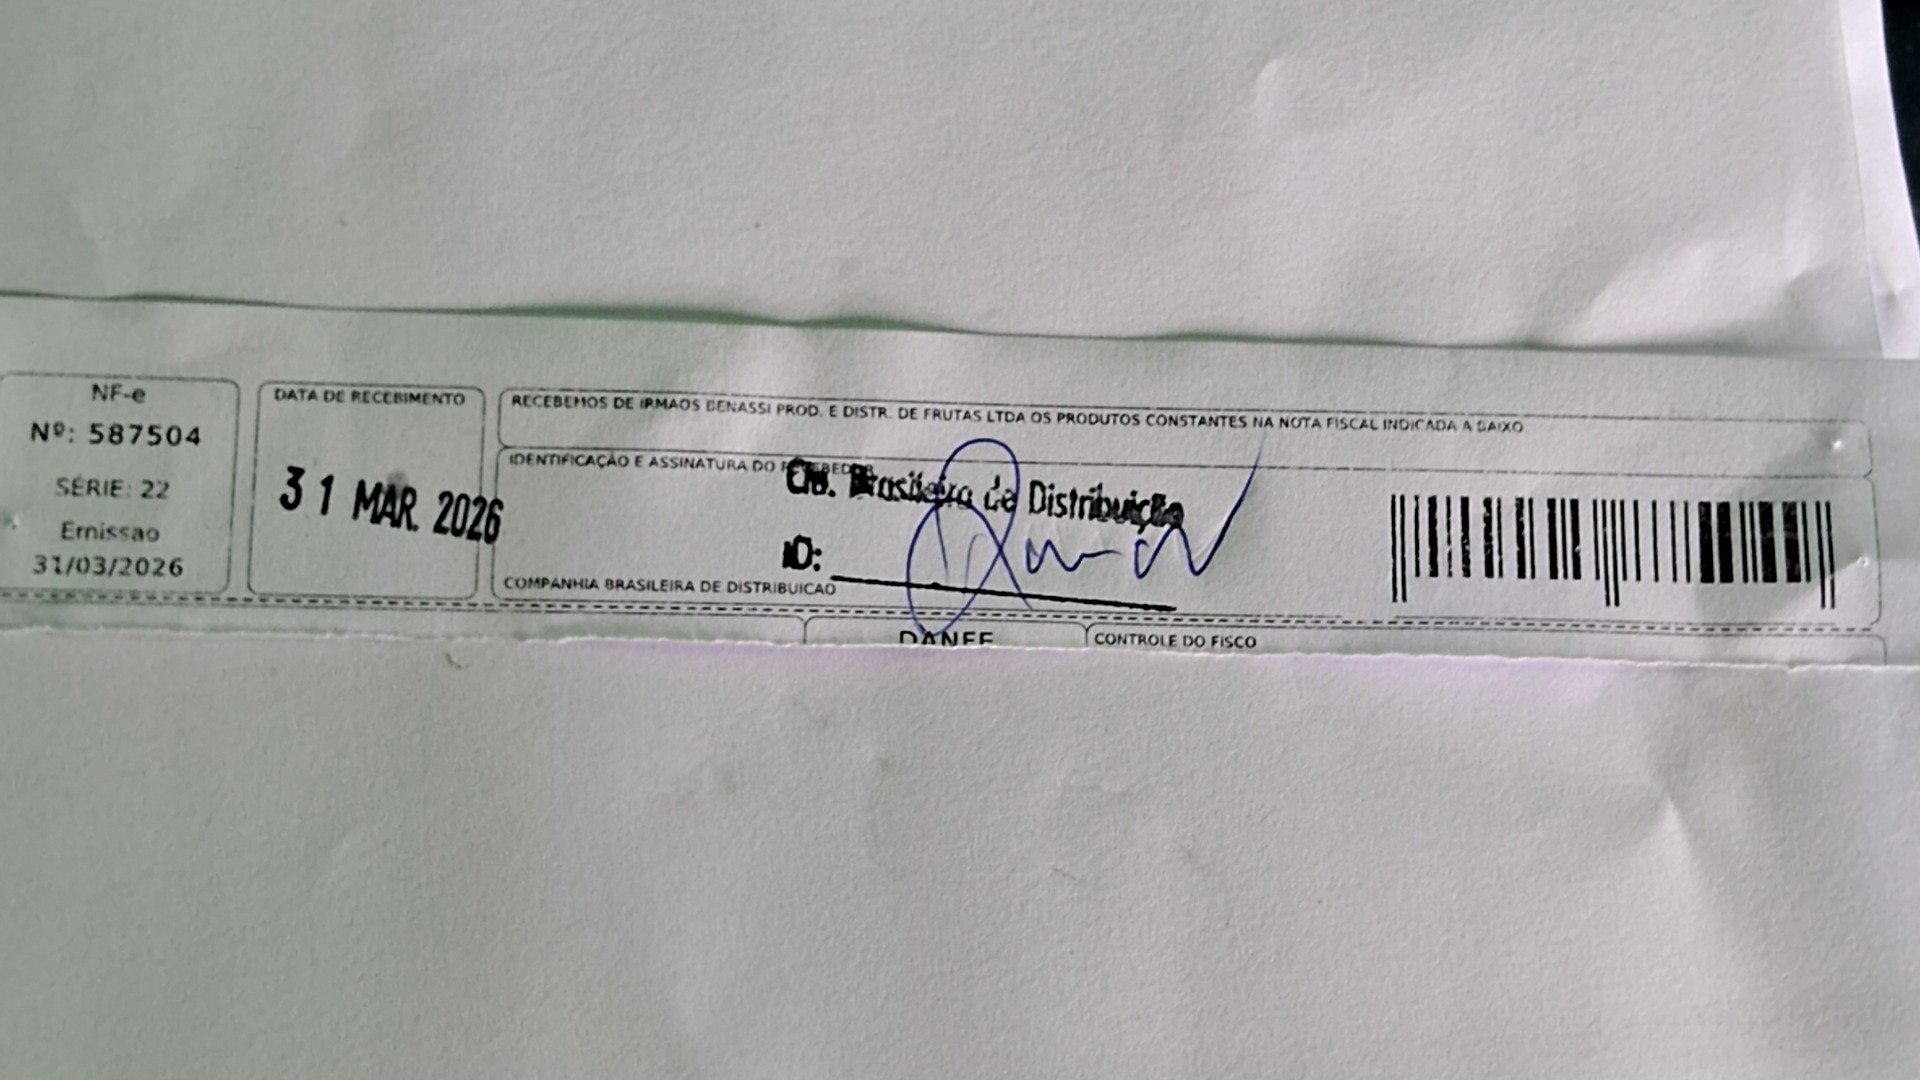 NF-e
Nº: 587504
SÉRIE: 22
Emissao
31/03/2026
DATA DE RECEBIMENTO
31 MAR. 2026
RECEBEMOS DE IRMAOS BENASSI PROD. E DISTR. DE FRUTAS LTDA OS PRODUTOS CONSTANTES NA NOTA FISCAL INDICADA A BAIXO
IDENTIFICAÇÃO E ASSINATURA DO RECEBEDOR
Cia. Brasileira de Distribuição
ID:
COMPANHIA BRASILEIRA DE DISTRIBUICAO
DANFE
CONTROLE DO FISCO